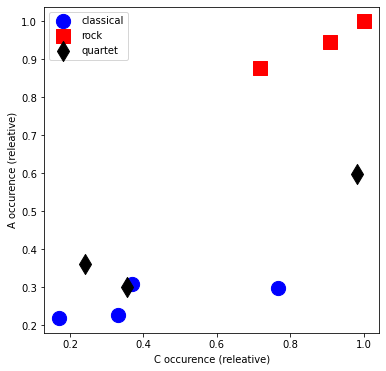 classical
rock
quartet
1.0
0.9
0.8
0.7
0.6
0.5
0.4
0.3
0.2
A occurence (releative)
0.2 0.4 0.6 0.8 1.0
C occurence (releative)